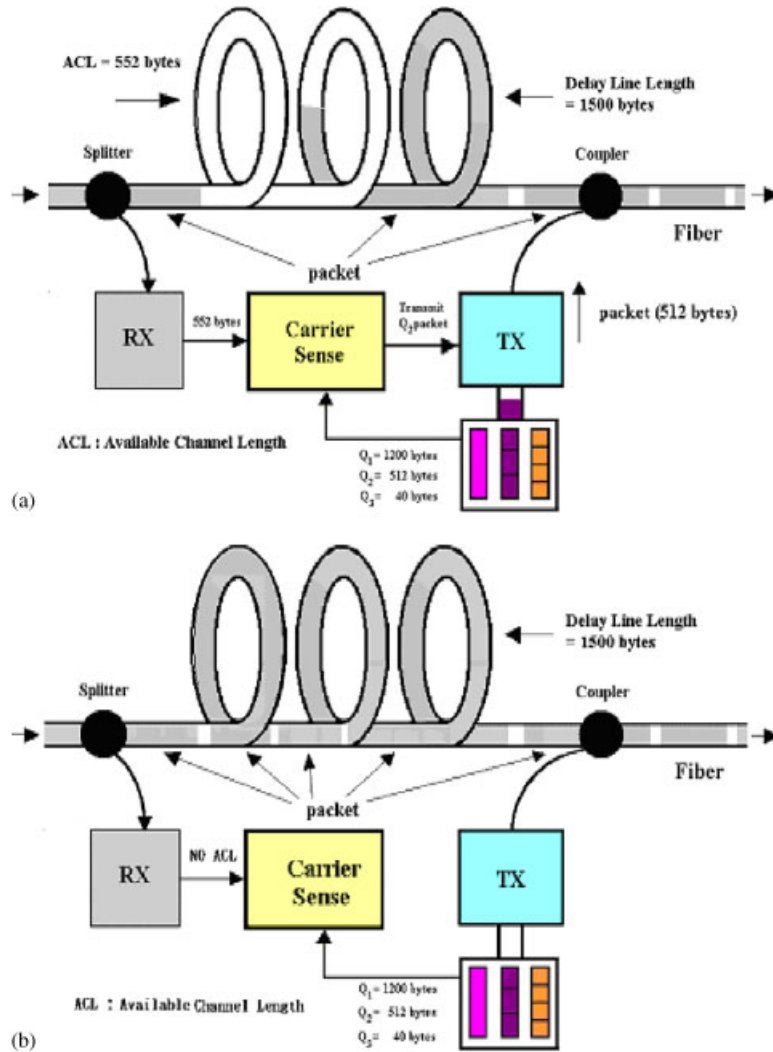 ACL = 552 bytes
Delay Line Length
= 1500 bytes
Splitter
Coupler
Fiber
packet
RX
552 bytes
Carrier
Sense
Transmit
Q2packet
TX
packet (512 bytes)
ACL : Available Channel Length
Q1= 1200 bytes
Q2= 512 bytes
Q3= 40 bytes
(a)
Delay Line Length
= 1500 bytes
Splitter
Coupler
Fiber
packet
RX
NO ACL
Carrier
Sense
TX
ACL : Available Channel Length
Q1= 1200 bytes
Q2= 512 bytes
Q3= 40 bytes
(b)